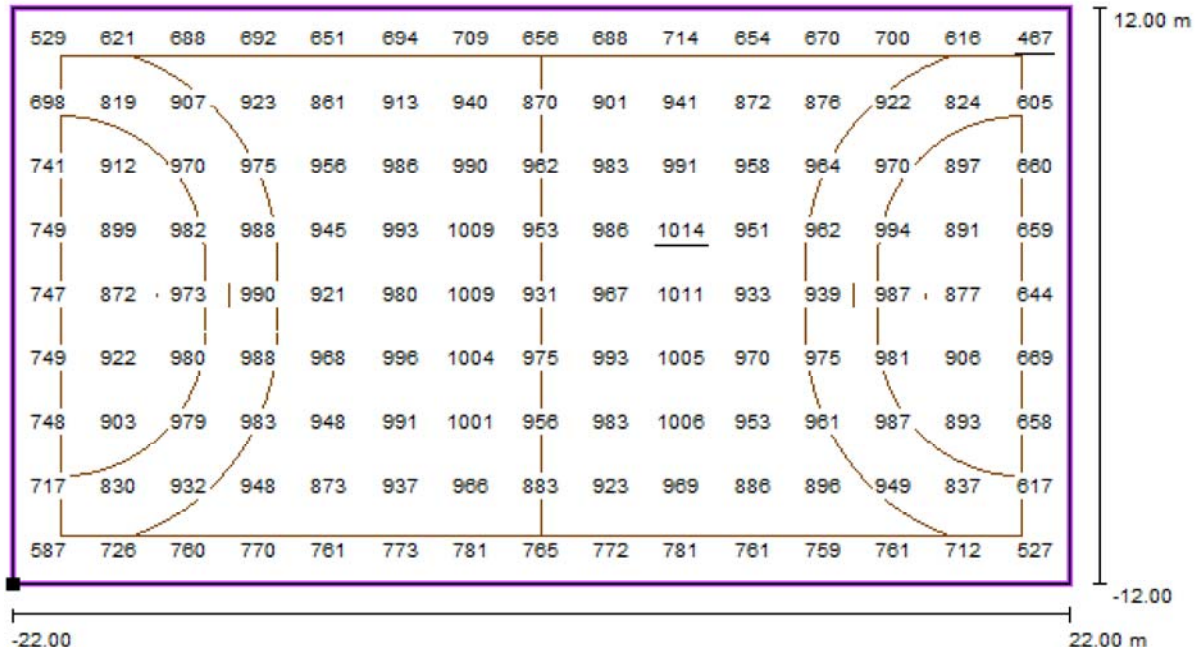 12.00 m
529 621 688 692 651 694 709 656 688 714 654 670 700 616 467
698 819 907 923 861 913 940 870 901 941 872 876 922 824 605
741 912 970 975 956 986 990 962 983 991 958 964 970 897 660
749 899 982 988 945 993 1009 953 986 1014 951 962 994 891 659
747 872 973 990 921 980 1009 931 967 1011 933 939 987 877 644
749 922 980 988 968 996 1004 975 993 1005 970 975 981 906 669
748 903 979 983 948 991 1001 956 983 1006 953 961 987 893 658
717 830 932 948 873 937 966 883 923 969 886 896 949 837 617
587 726 760 770 761 773 781 765 772 781 761 759 761 712 527
-12.00
-22.00 22.00 m